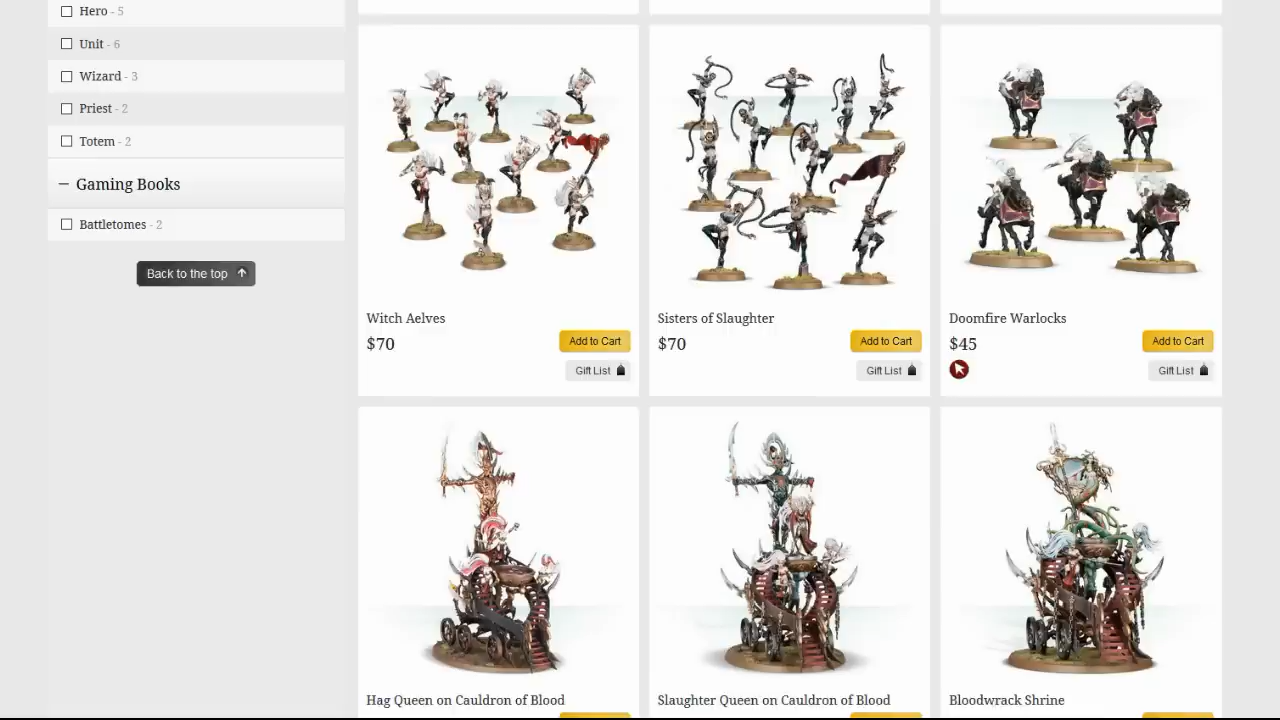 Hero - 5
Unit - 6
Wizard - 3
Priest - 2
Totem - 2
− Gaming Books
Battletomes - 2
Back to the top
Witch Aelves
$70
Add to Cart
Gift List
Sisters of Slaughter
$70
Add to Cart
Gift List
Doomfire Warlocks
$45
Add to Cart
Gift List
Hag Queen on Cauldron of Blood
Slaughter Queen on Cauldron of Blood
Bloodwrack Shrine